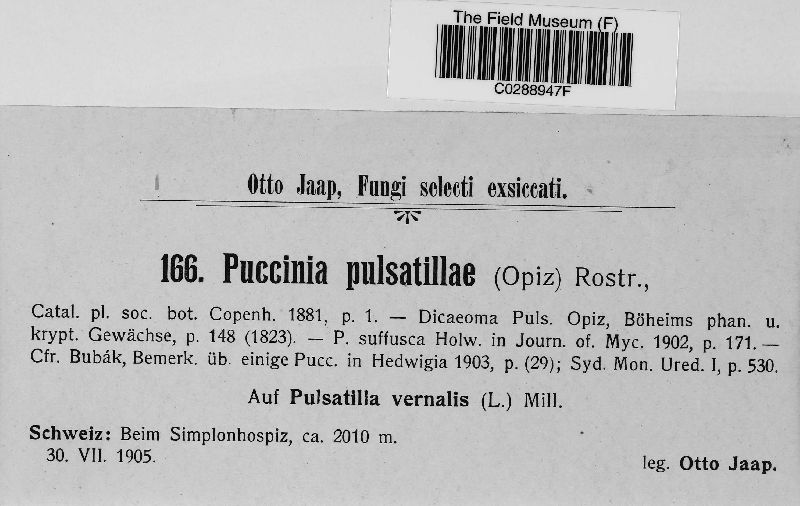 The Field Museum (F)
C0288947F
Otto Jaap, Fungi selecti exsiccati.
166. Puccinia pulsatillae (Opiz) Rostr.,
Catal. pl. soc. bot. Copenh. 1881, p. 1. — Dicaeoma Puls. Opiz, Böheims phan. u.
krypt. Gewächse, p. 148 (1823). — P. suffusca Holw. in Journ. of. Myc. 1902, p. 171. —
Cfr. Bubák, Bemerk. üb. einige Pucc. in Hedwigia 1903, p. (29); Syd. Mon. Ured. I, p. 530.
Auf Pulsatilla vernalis (L.) Mill.
Schweiz: Beim Simplonhospiz, ca. 2010 m.
30. VII. 1905.
leg. Otto Jaap.